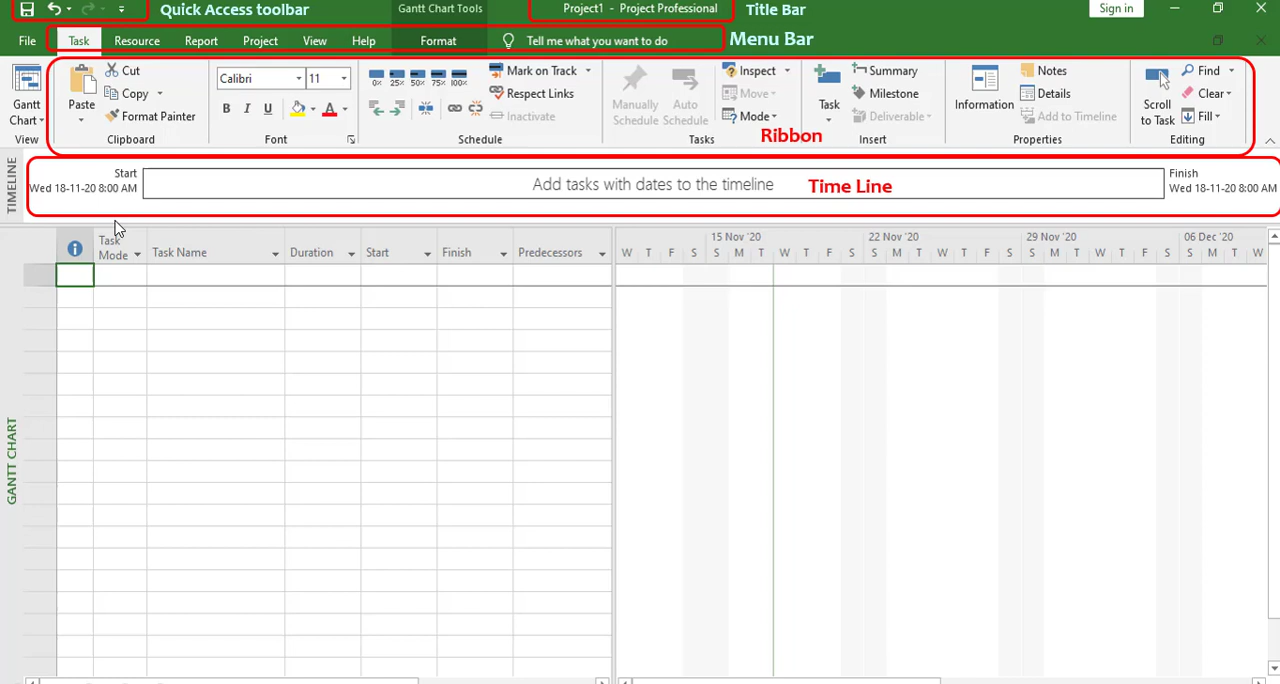 Quick Access toolbar
Gantt Chart Tools
Project1 - Project Professional
Title Bar
Sign in
File Task Resource Report Project View Help Format Tell me what you want to do
Menu Bar
Gantt Chart
View
Paste
Cut
Copy
Format Painter
Clipboard
Calibri 11
B I U A
Font
0% 25% 50% 75% 100%
Mark on Track
Respect Links
Inactivate
Schedule
Manually Schedule
Auto Schedule
Inspect
Move
Mode
Tasks
Ribbon
Task
Summary
Milestone
Deliverable
Insert
Information
Notes
Details
Add to Timeline
Properties
Scroll to Task
Find
Clear
Fill
Editing
TIMELINE
Start
Wed 18-11-20 8:00 AM
Add tasks with dates to the timeline
Time Line
Finish
Wed 18-11-20 8:00 AM
Task Mode
Task Name
Duration
Start
Finish
Predecessors
15 Nov '20 22 Nov '20 29 Nov '20 06 Dec '20
W T F S S M T W T F S S M T W T F S S M T W T F S S M T W
GANTT CHART